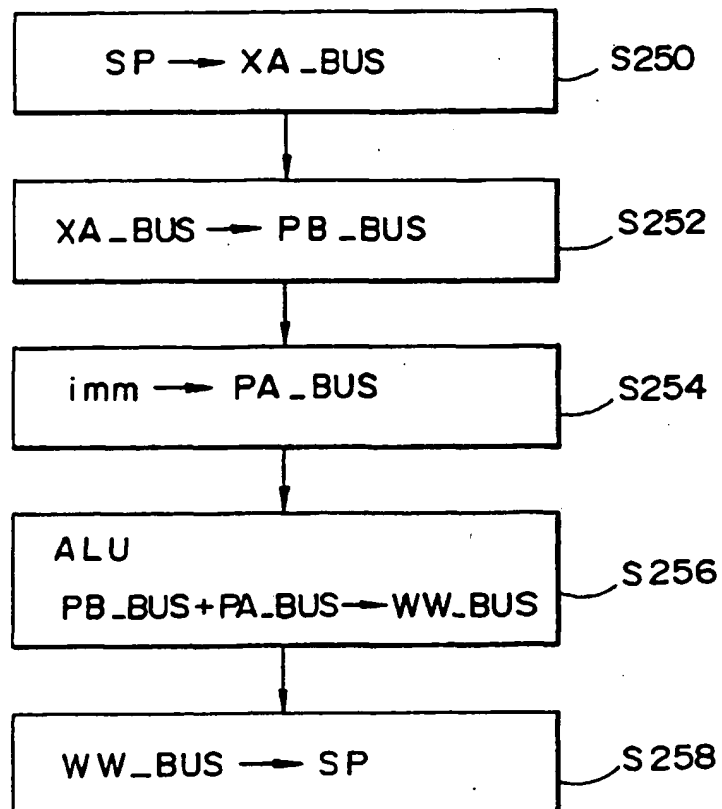 SP → XA_BUS
S250
XA_BUS → PB_BUS
S252
imm → PA_BUS
S254
ALU
PB_BUS+PA_BUS→WW_BUS
S256
WW_BUS → SP
S258